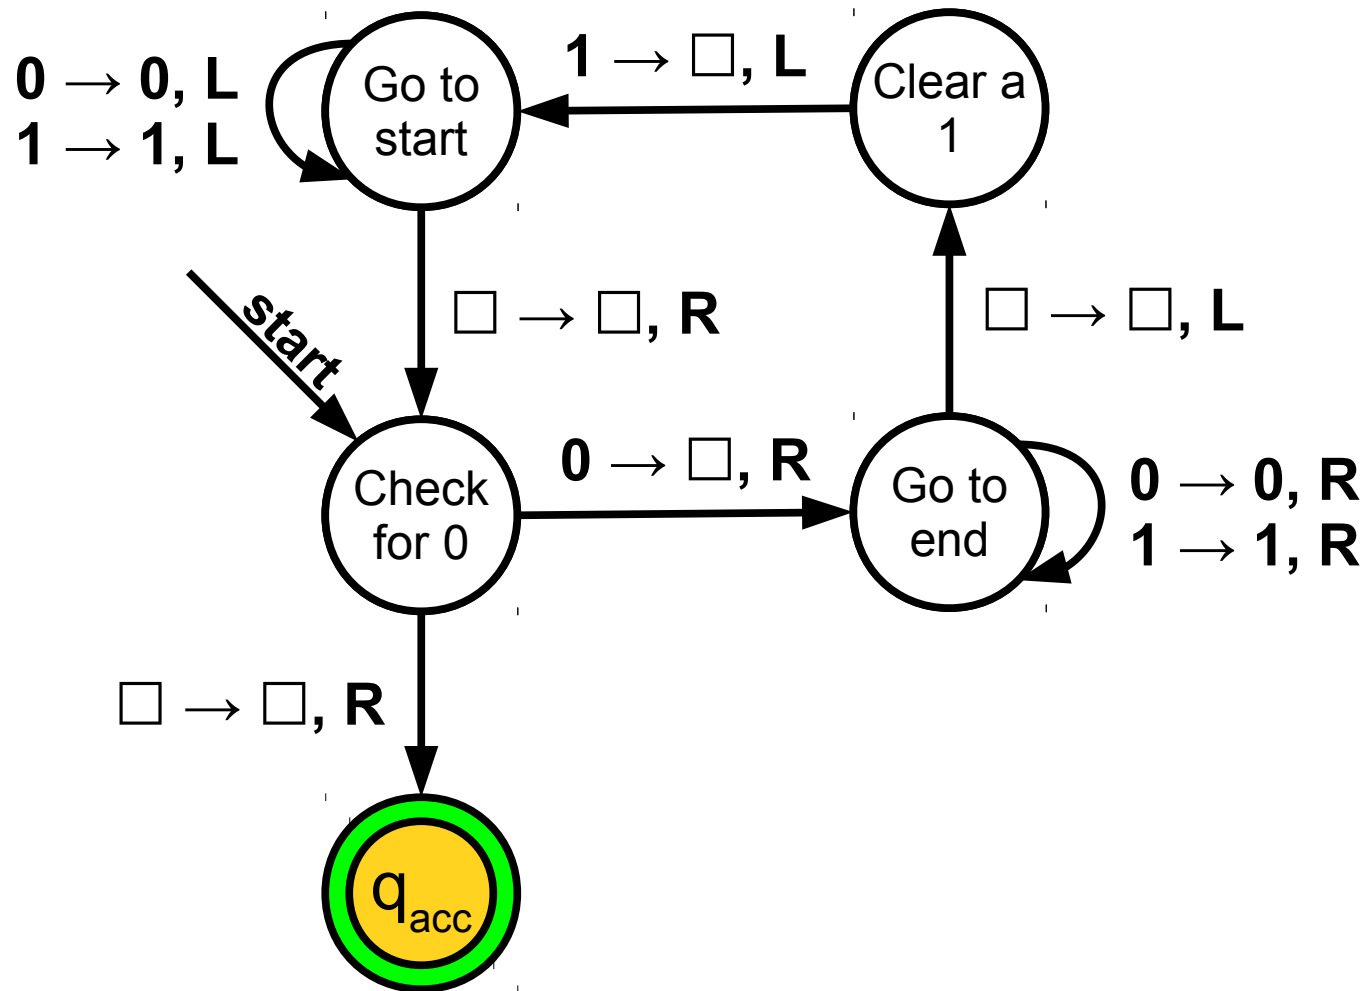 1 → □, L
0 → 0, L
1 → 1, L
Go to
start
Clear a
1
start
□ → □, R
□ → □, L
Check
for 0
0 → □, R
Go to
end
0 → 0, R
1 → 1, R
□ → □, R
qacc